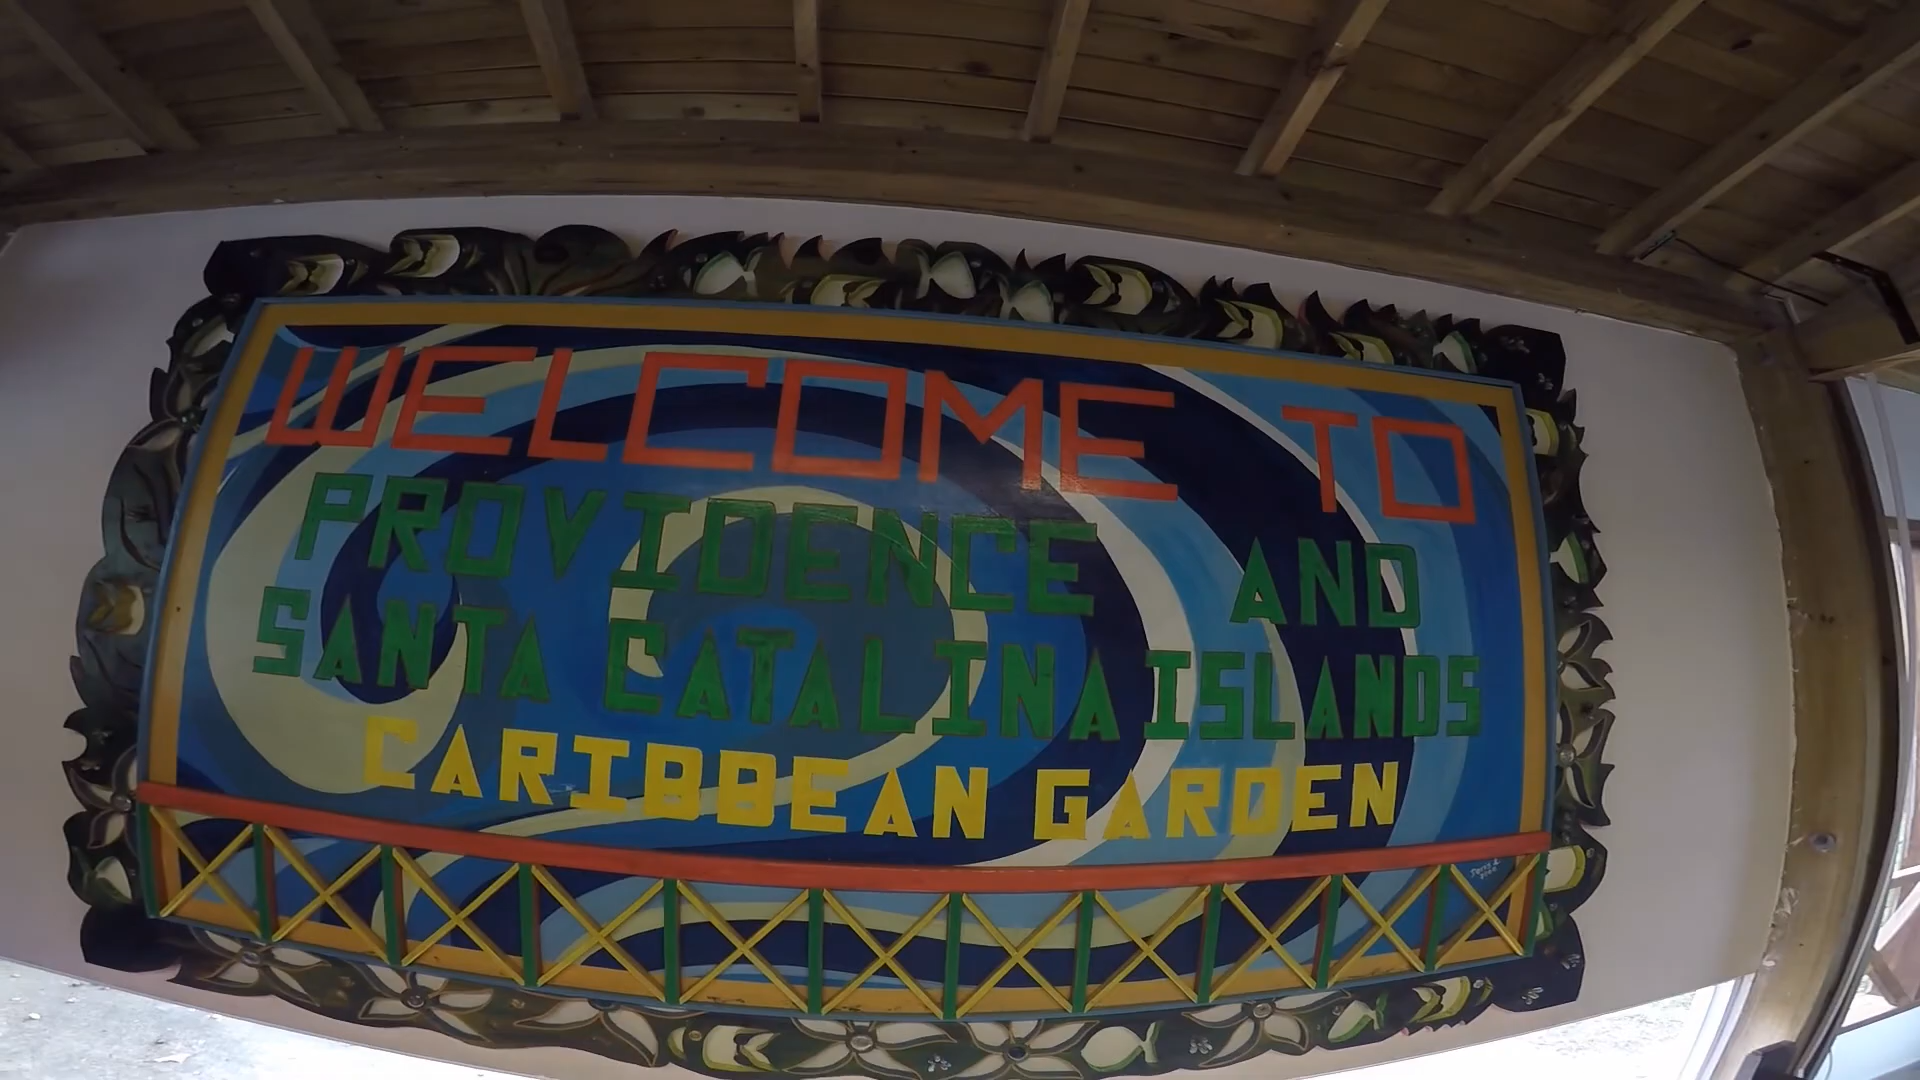 WELCOME TO
PROVIDENCE AND
SANTA CATALINA ISLANDS
CARIBBEAN GARDEN